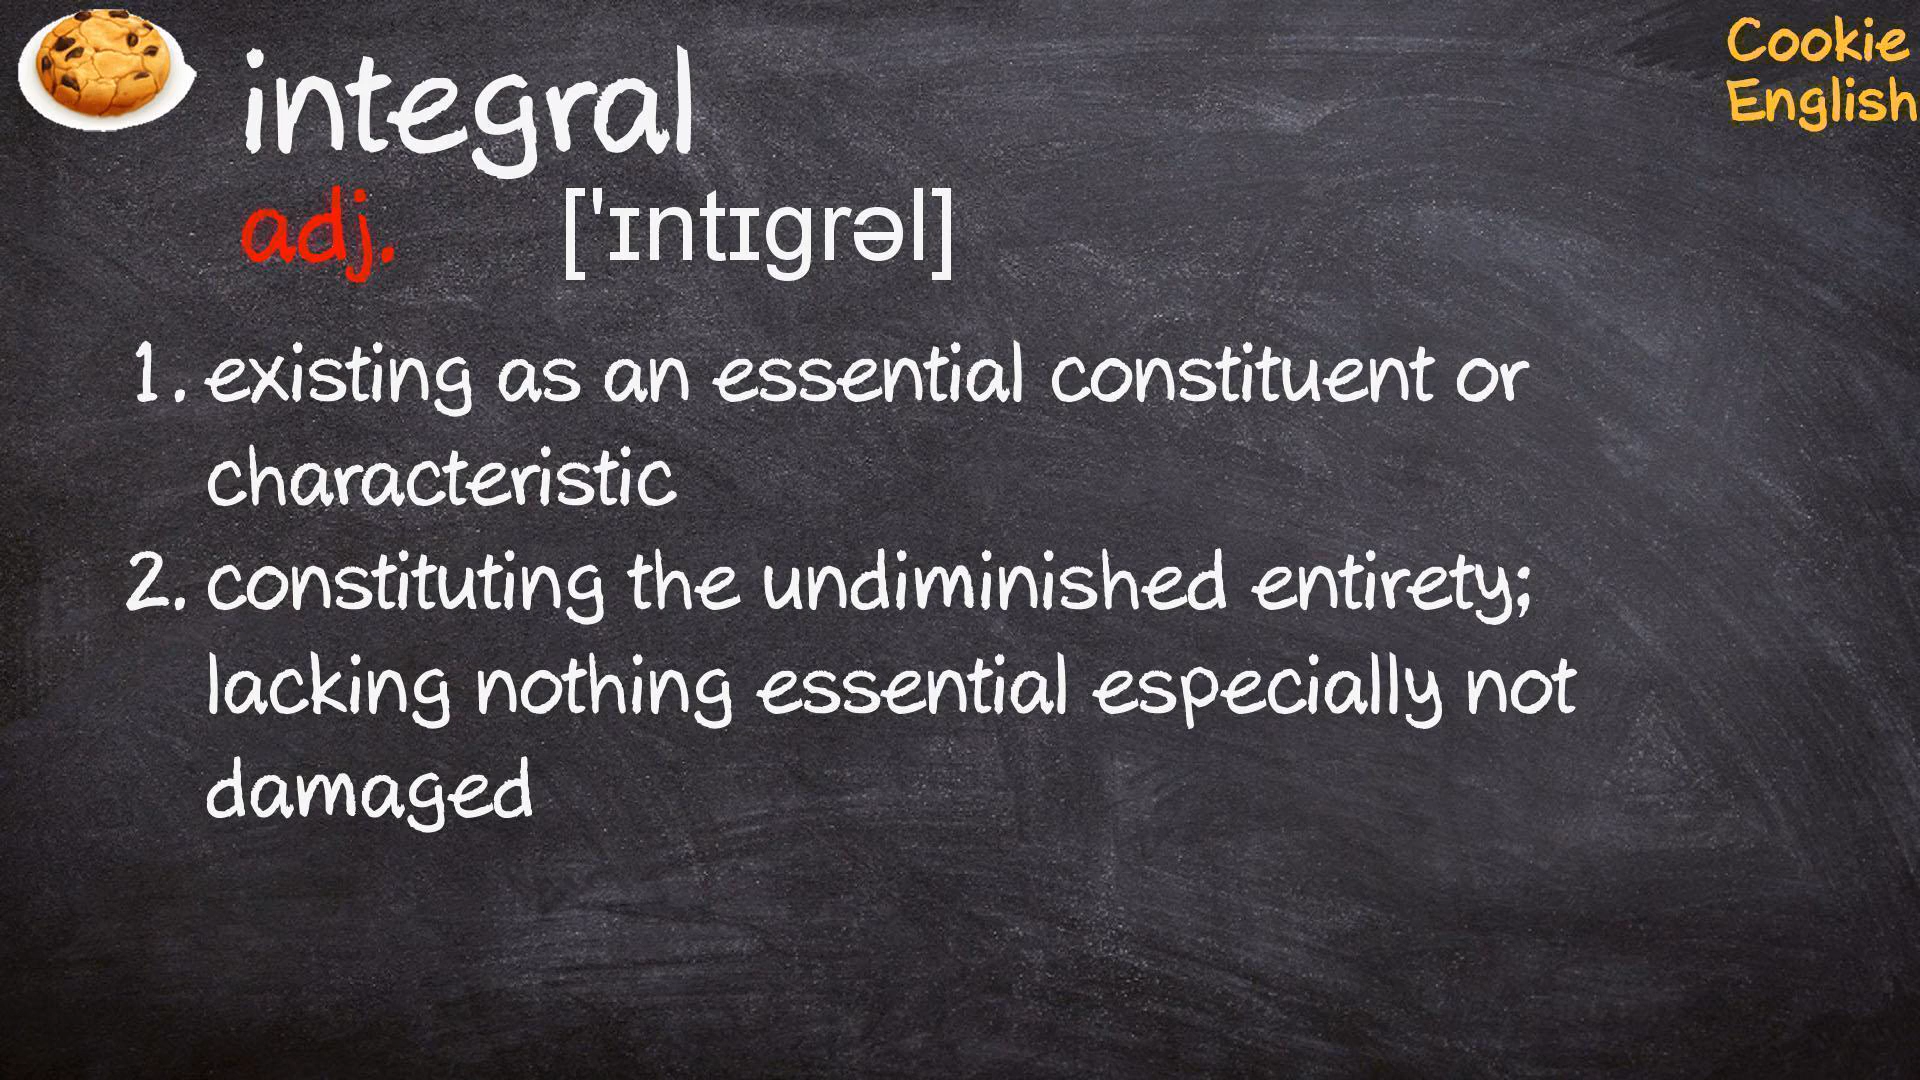 integral
adj. ['ɪntɪgrəl]
Cookie
English
1. existing as an essential constituent or
characteristic
2. constituting the undiminished entirety;
lacking nothing essential especially not
damaged